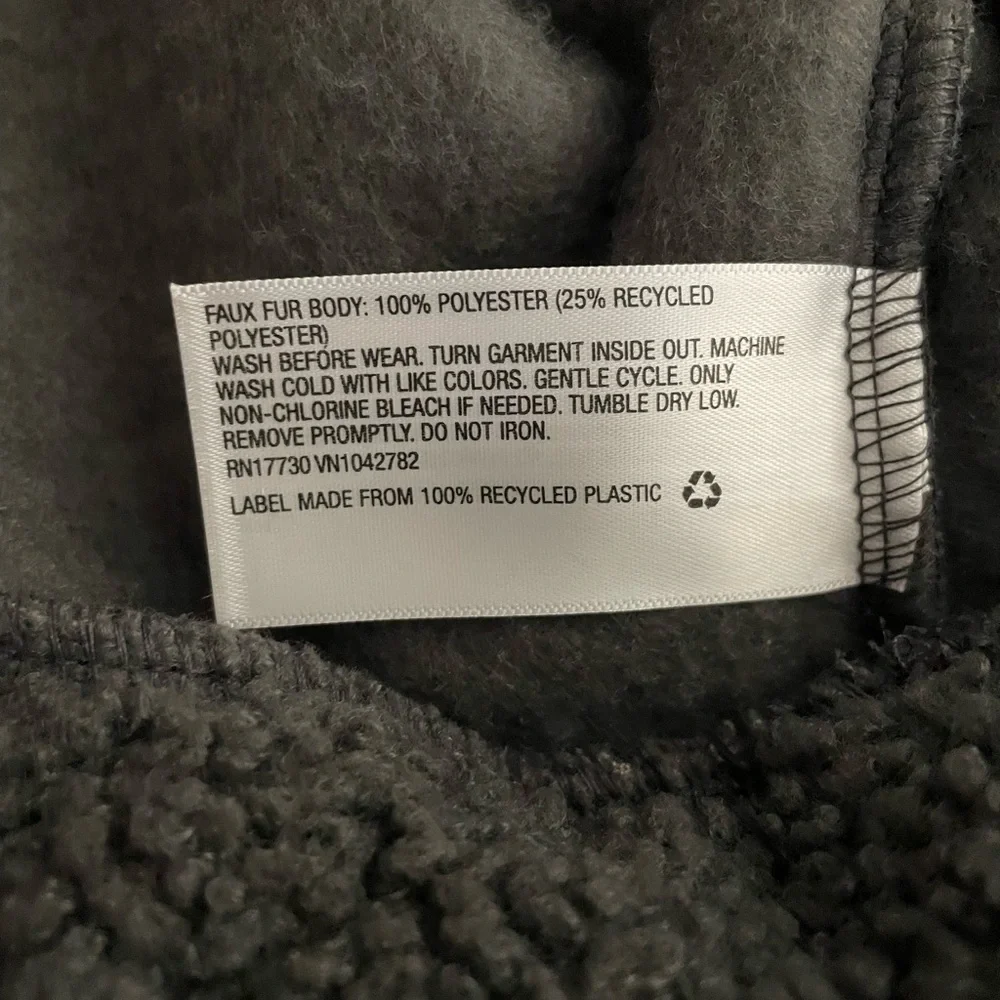 FAUX FUR BODY: 100% POLYESTER (25% RECYCLED
POLYESTER)
WASH BEFORE WEAR. TURN GARMENT INSIDE OUT. MACHINE
WASH COLD WITH LIKE COLORS. GENTLE CYCLE. ONLY
NON-CHLORINE BLEACH IF NEEDED. TUMBLE DRY LOW.
REMOVE PROMPTLY. DO NOT IRON.
RN17730 VN1042782
LABEL MADE FROM 100% RECYCLED PLASTIC